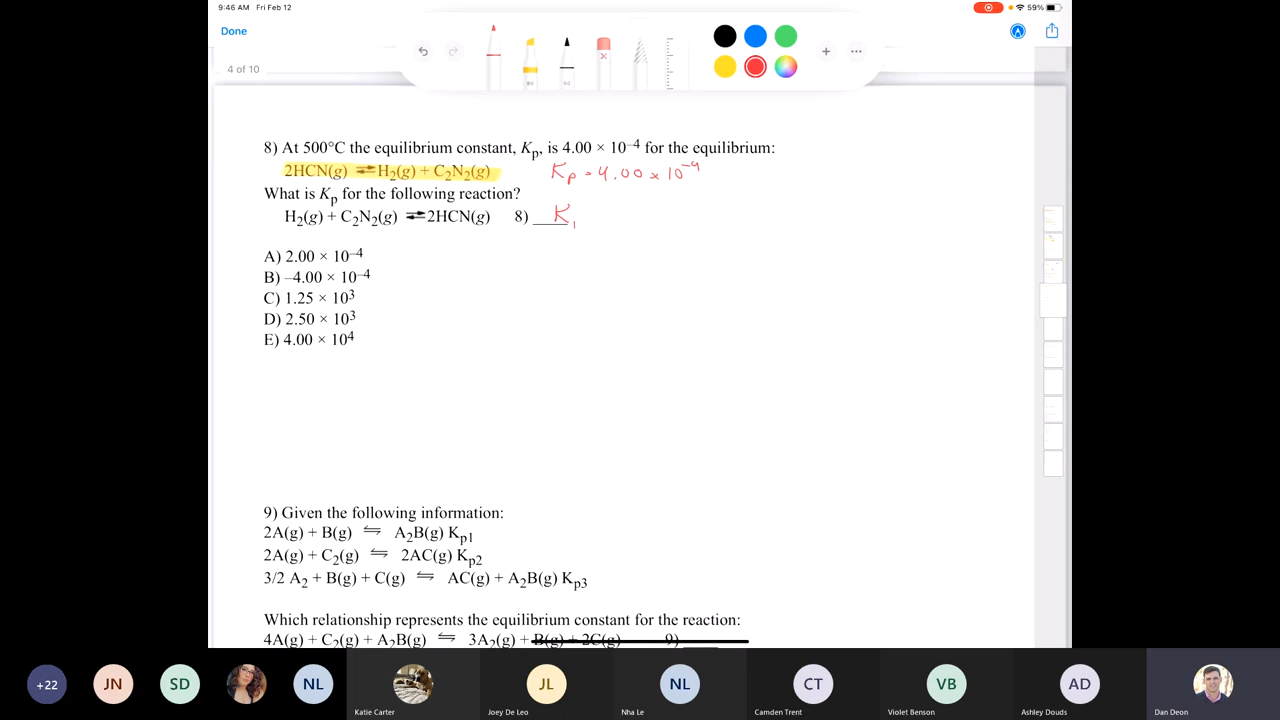 9:46 AM Fri Feb 12
59%
Done
4 of 10
8) At 500°C the equilibrium constant, Kp, is 4.00 × 10–4 for the equilibrium:
2HCN(g) ⇌ H2(g) + C2N2(g) Kp = 4.00 × 10-4
What is Kp for the following reaction?
H2(g) + C2N2(g) ⇌ 2HCN(g) 8) ____ K
A) 2.00 × 10–4
B) –4.00 × 10–4
C) 1.25 × 103
D) 2.50 × 103
E) 4.00 × 104
9) Given the following information:
2A(g) + B(g) ⇋ A2B(g) Kp1
2A(g) + C2(g) ⇋ 2AC(g) Kp2
3/2 A2 + B(g) + C(g) ⇋ AC(g) + A2B(g) Kp3
Which relationship represents the equilibrium constant for the reaction:
4A(g) + C2(g) + A2B(g) ⇋ 3A2(g) + B(g) + 2C(g) 9) ____
+22 JN SD NL JL NL CT VB AD
Katie Carter Joey De Leo Nha Le Camden Trent Violet Benson Ashley Douds Dan Deon